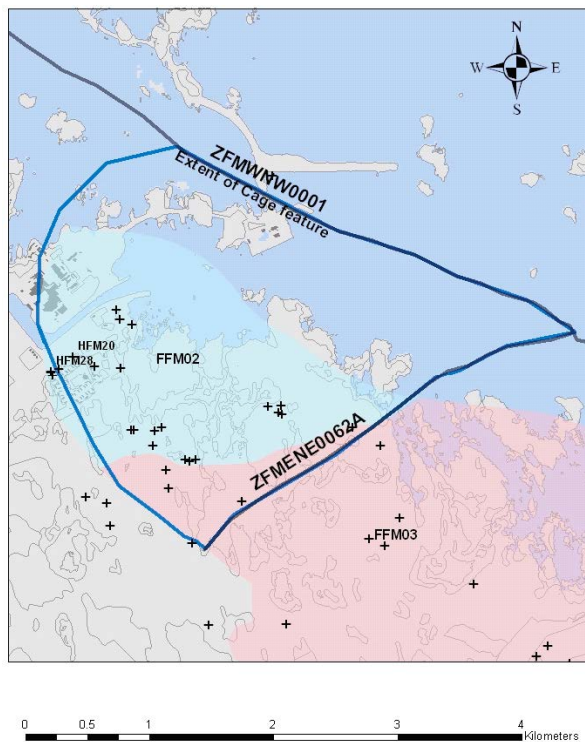 N
W E
S
ZFMWNW0001
Extent of Cage feature
HFM20
HFM28
FFM02
ZFMENE0062A
FFM03
0 0.5 1 2 3 4
Kilometers